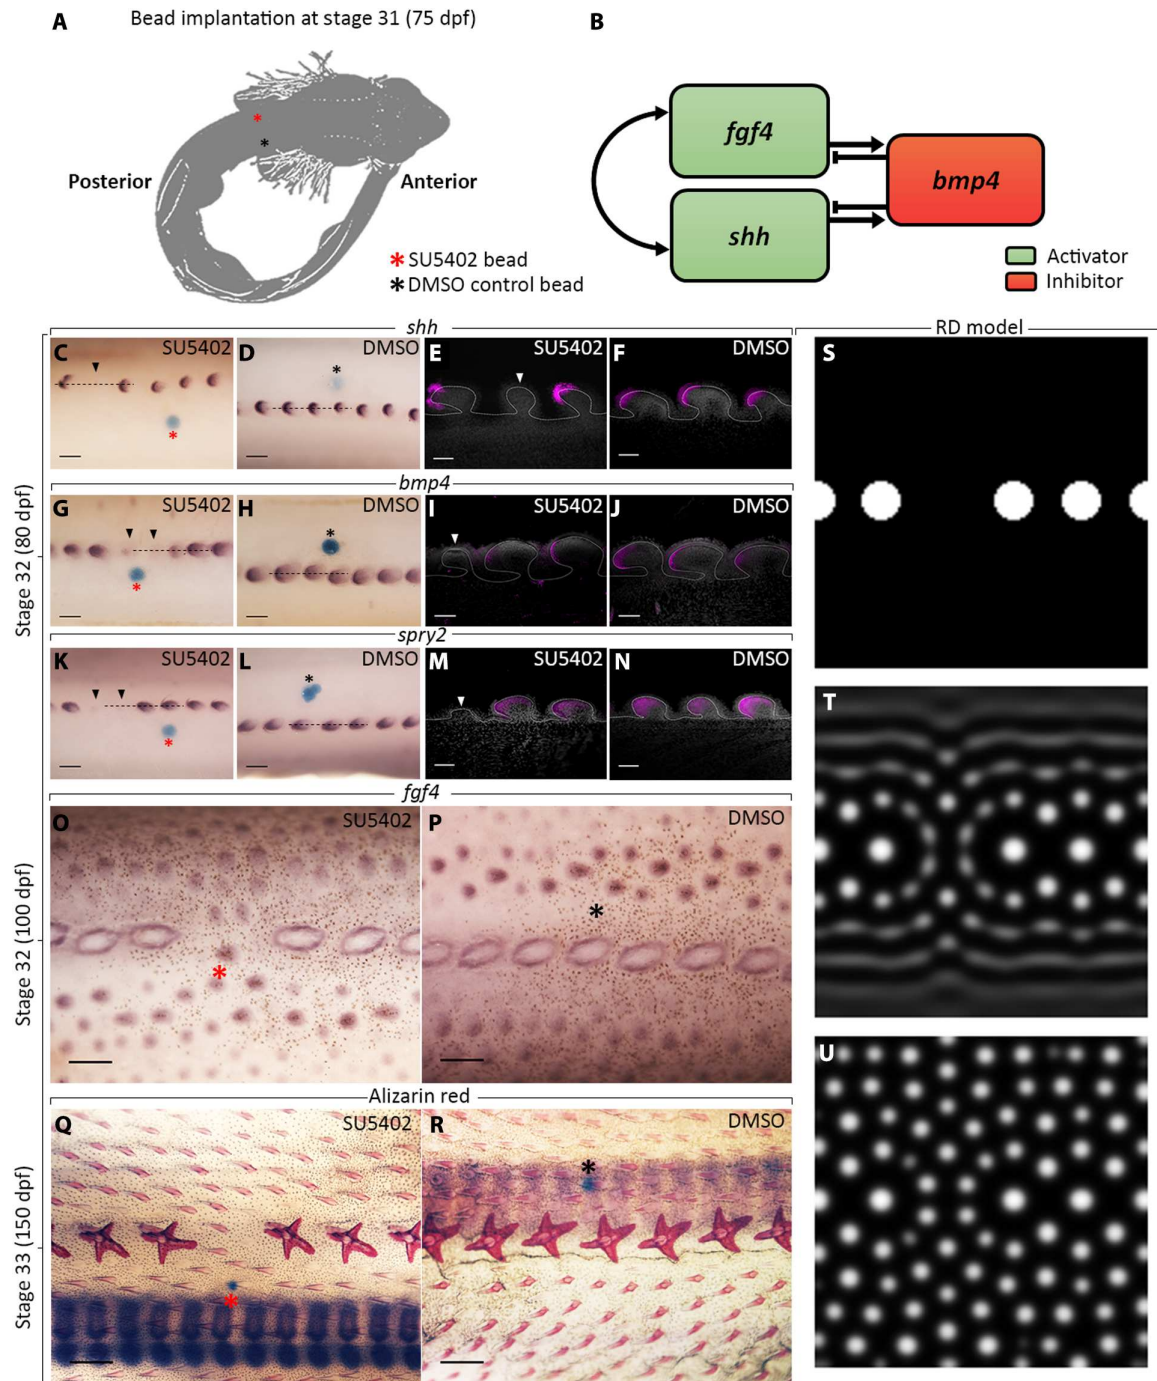 A
Bead implantation at stage 31 (75 dpf)
Posterior
Anterior
* SU5402 bead
* DMSO control bead
B
fgf4
shh
bmp4
Activator
Inhibitor
shh
RD model
Stage 32 (80 dpf)
C
SU5402
*
D
DMSO
*
E
SU5402
F
DMSO
bmp4
G
SU5402
*
H
DMSO
*
I
SU5402
J
DMSO
spry2
K
SU5402
*
L
DMSO
*
M
SU5402
N
DMSO
fgf4
Stage 32 (100 dpf)
O
SU5402
*
P
DMSO
*
Alizarin red
Stage 33 (150 dpf)
Q
SU5402
*
R
DMSO
*
S
T
U